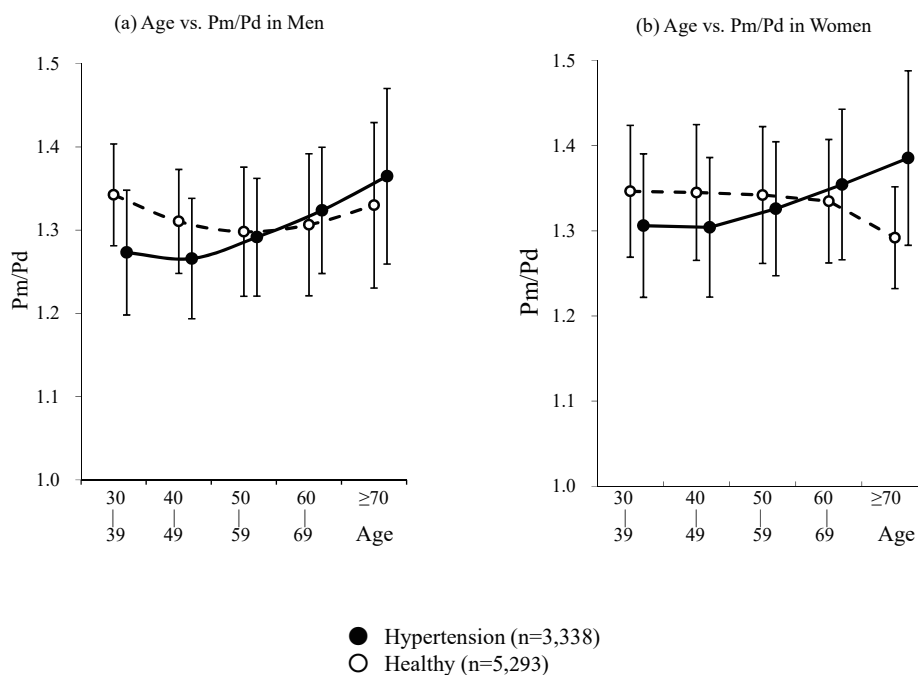 (a) Age vs. Pm/Pd in Men
1.5
1.4
1.3
1.2
1.1
1.0
Pm/Pd
30 40 50 60 ≥70
39 49 59 69 Age
(b) Age vs. Pm/Pd in Women
1.5
1.4
1.3
1.2
1.1
1.0
Pm/Pd
30 40 50 60 ≥70
39 49 59 69 Age
Hypertension (n=3,338)
Healthy (n=5,293)